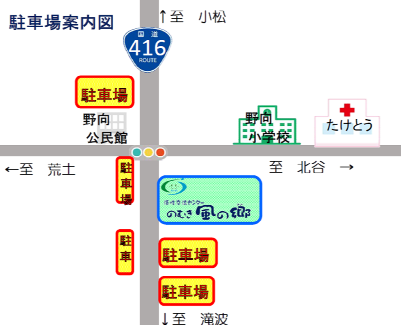 駐車場案内図
↑至 小松
国道
416
ROUTE
駐車場
野向
公民館
野向
小学校
たけとう
←至 荒土
至 北谷 →
駐車場
のむき風の郷
駐車
駐車場
駐車場
↓至 滝波